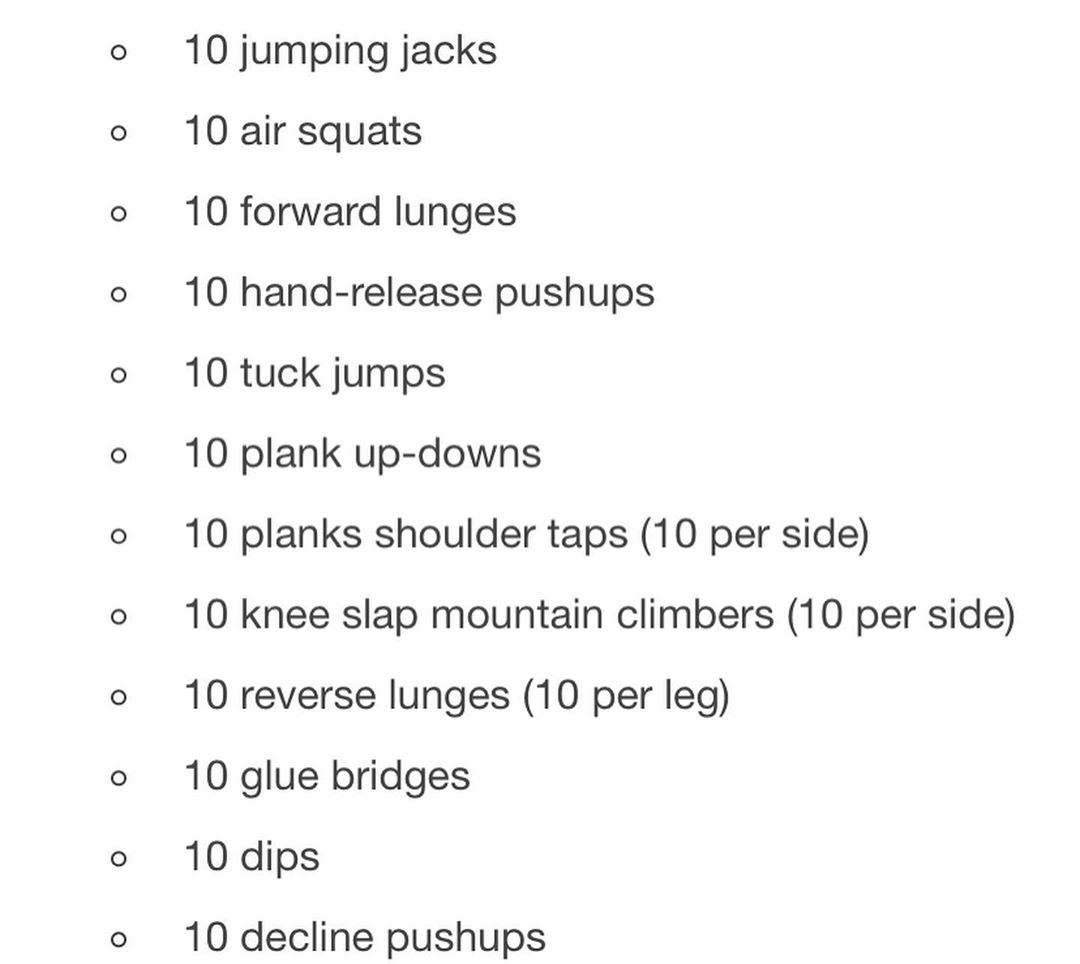 10 jumping jacks
10 air squats
10 forward lunges
10 hand-release pushups
10 tuck jumps
10 plank up-downs
10 planks shoulder taps (10 per side)
10 knee slap mountain climbers (10 per side)
10 reverse lunges (10 per leg)
10 glue bridges
10 dips
10 decline pushups